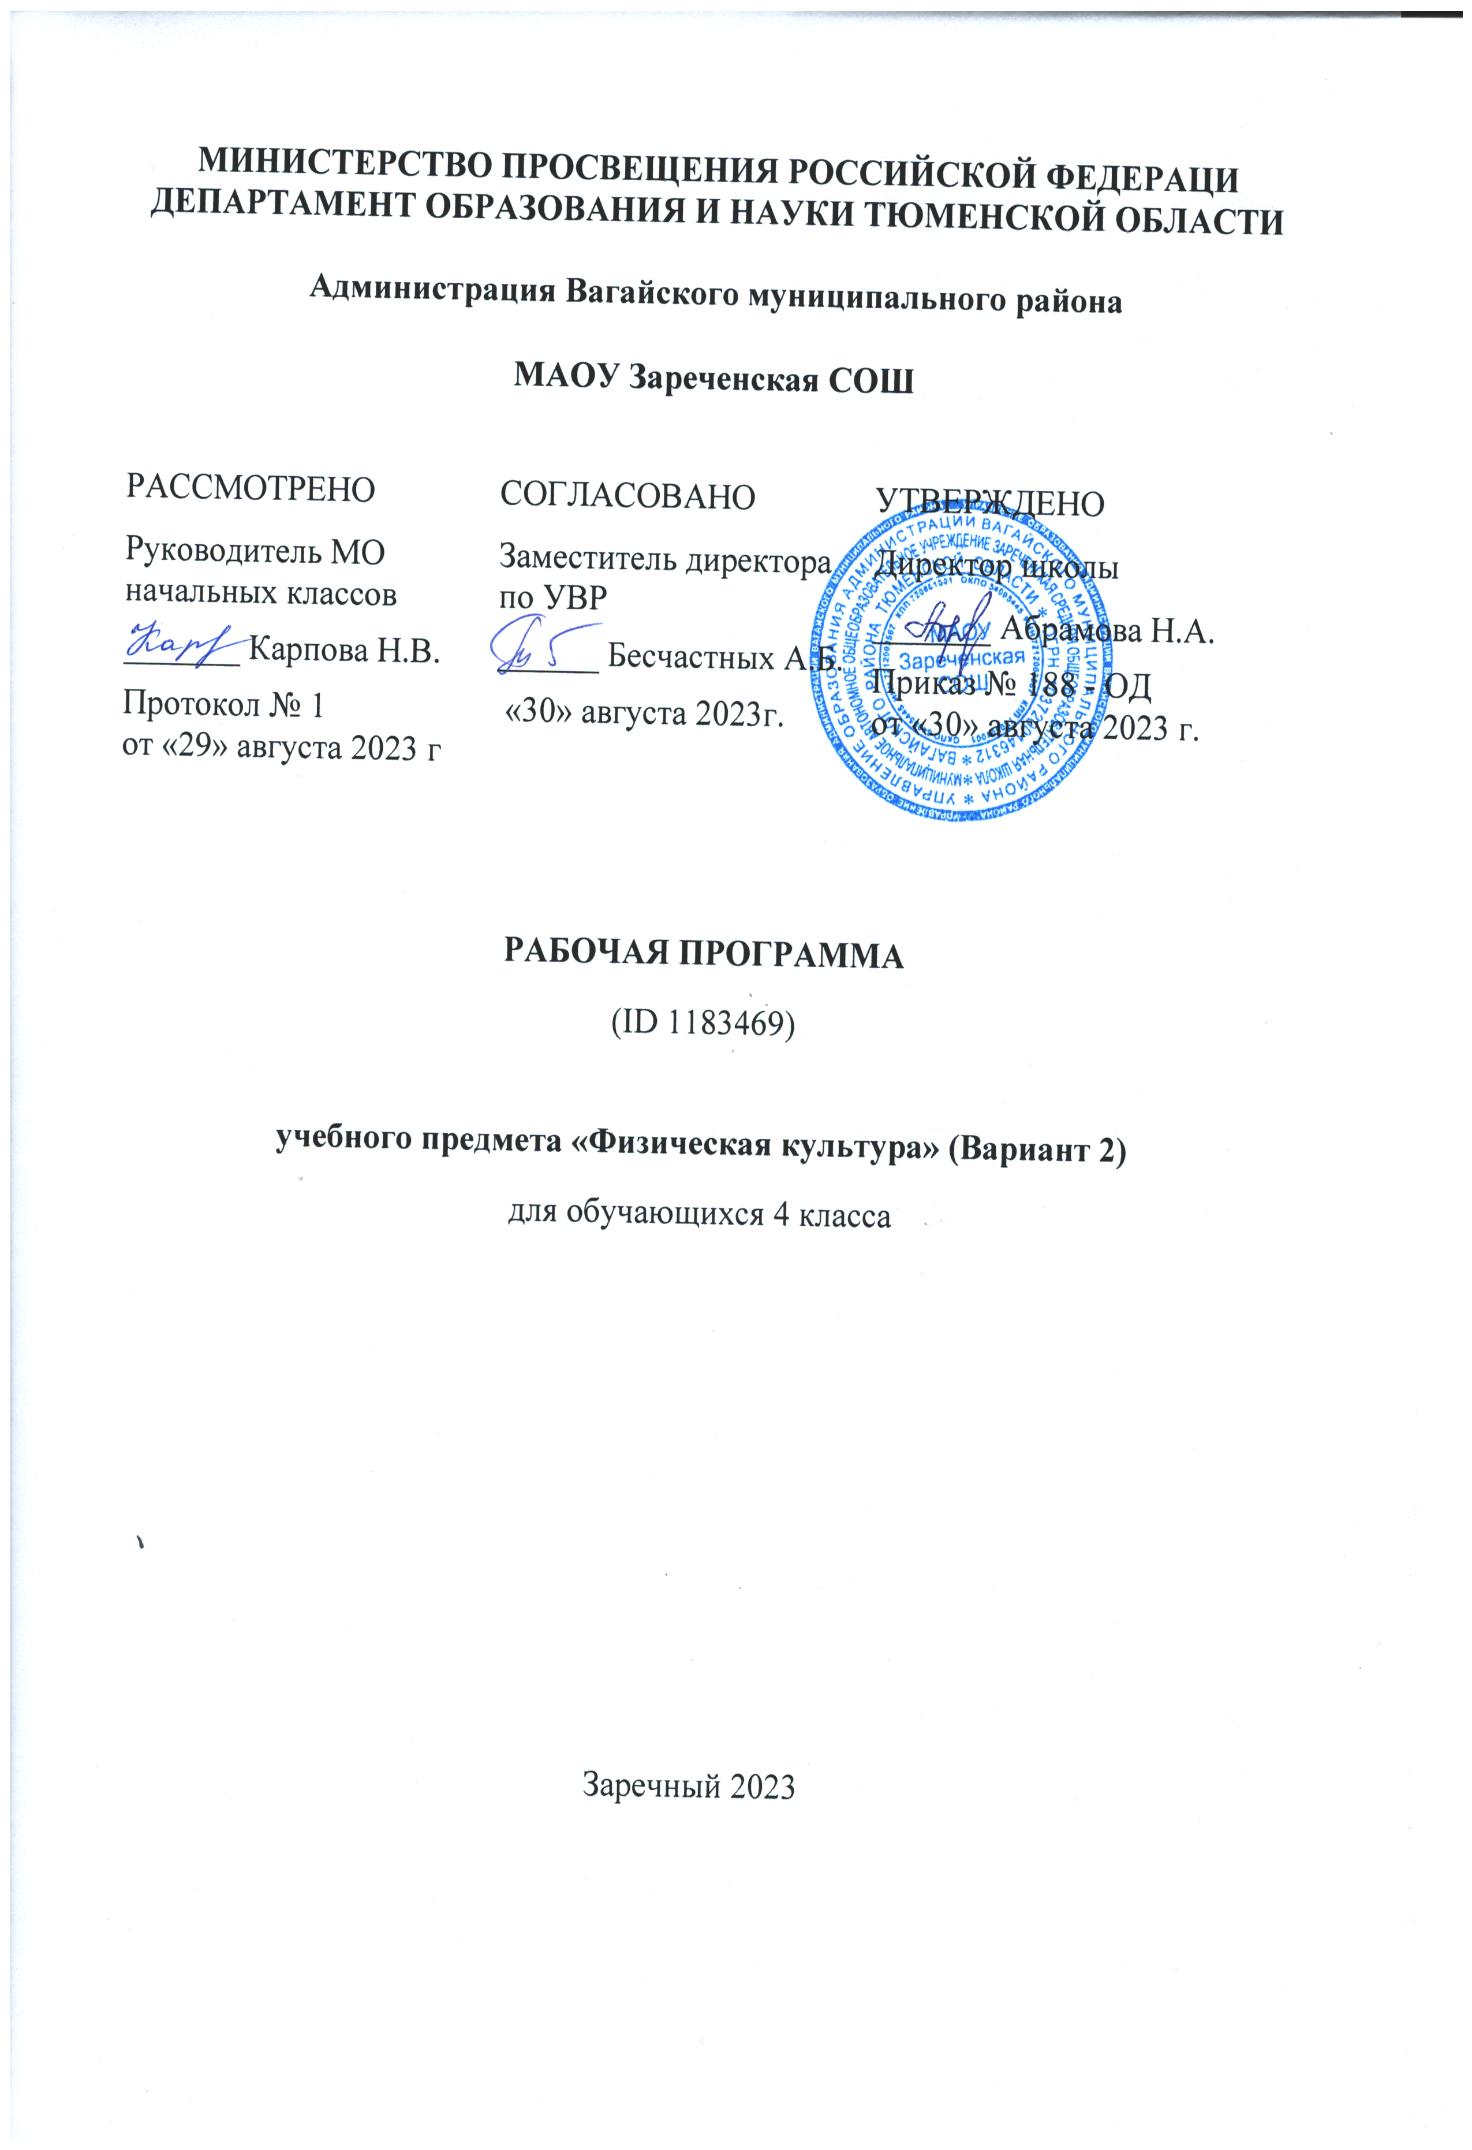 МИНИСТЕРСТВО ПРОСВЕЩЕНИЯ РОССИЙСКОЙ ФЕДЕРАЦИ
ДЕПАРТАМЕНТ ОБРАЗОВАНИЯ И НАУКИ ТЮМЕНСКОЙ ОБЛАСТИ
Администрация Вагайского муниципального района
МАОУ Зареченская СОШ
РАССМОТРЕНО
Руководитель МО
начальных классов
Карпова Н.В.
Протокол № 1
от «29» августа 2023 г
СОГЛАСОВАНО
Заместитель директора
по УВР
Бесчастных А.Б.
«30» августа 2023г.
УТВЕРЖДЕНО
Директор школы
Абрамова Н.А.
Приказ № 188 - ОД
от «30» августа 2023 г.
МАОУ
Зареченская
СОШ
РАБОЧАЯ ПРОГРАММА
(ID 1183469)
учебного предмета «Физическая культура» (Вариант 2)
для обучающихся 4 класса
Заречный 2023